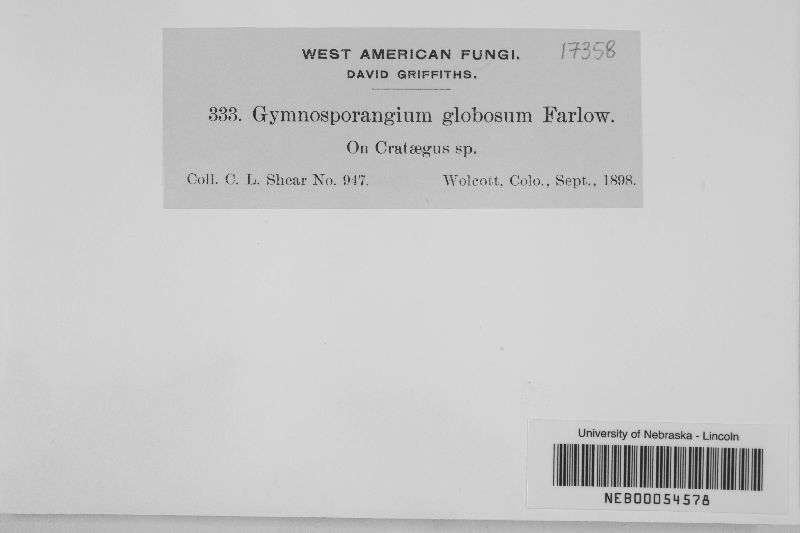 WEST AMERICAN FUNGI. 17358
DAVID GRIFFITHS.
333. Gymnosporangium globosum Farlow.
On Cratægus sp.
Coll. C. L. Shear No. 947. Wolcott, Colo., Sept., 1898.
University of Nebraska - Lincoln
NEB00054578